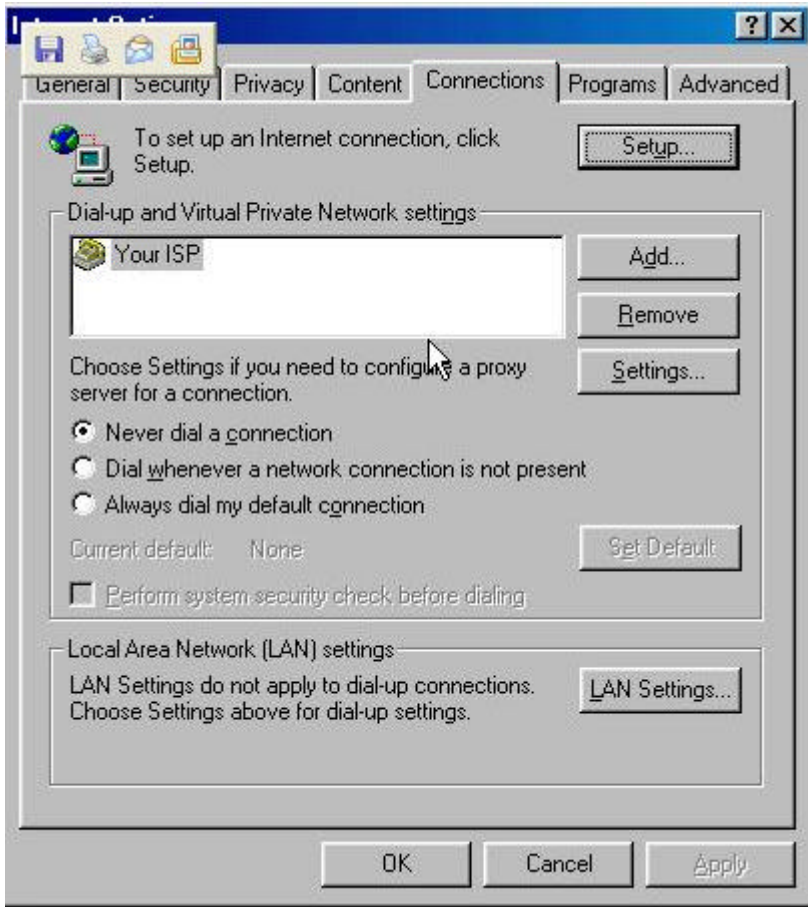 General Security Privacy Content Connections Programs Advanced
To set up an Internet connection, click
Setup.
Setup...
Dial-up and Virtual Private Network settings
Your ISP
Add...
Remove
Choose Settings if you need to configure a proxy
server for a connection.
Settings...
Never dial a connection
Dial whenever a network connection is not present
Always dial my default connection
Current default: None
Set Default
Perform system security check before dialing
Local Area Network (LAN) settings
LAN Settings do not apply to dial-up connections.
Choose Settings above for dial-up settings.
LAN Settings...
OK Cancel Apply